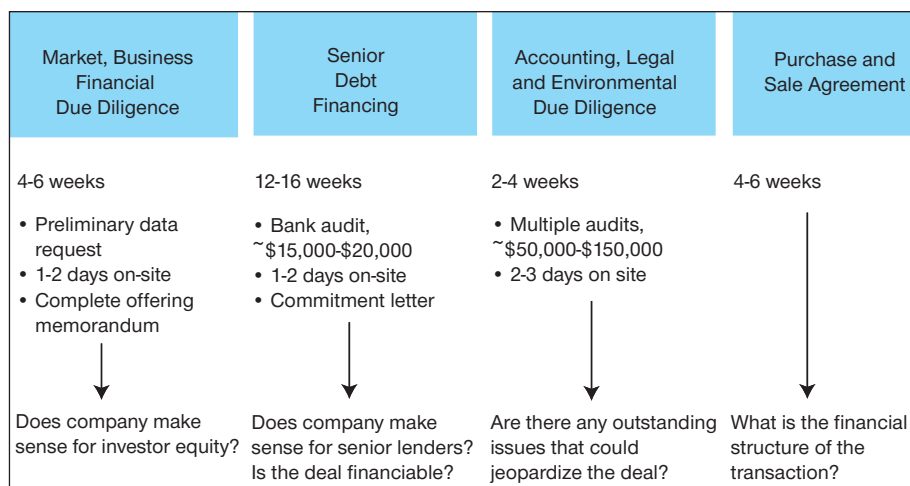 Market, Business
Financial
Due Diligence
Senior
Debt
Financing
Accounting, Legal
and Environmental
Due Diligence
Purchase and
Sale Agreement
4-6 weeks
• Preliminary data
request
• 1-2 days on-site
• Complete offering
memorandum
Does company make
sense for investor equity?
12-16 weeks
• Bank audit,
~$15,000-$20,000
• 1-2 days on-site
• Commitment letter
Does company make
sense for senior lenders?
Is the deal financiable?
2-4 weeks
• Multiple audits,
~$50,000-$150,000
• 2-3 days on site
Are there any outstanding
issues that could
jeopardize the deal?
4-6 weeks
What is the financial
structure of the
transaction?